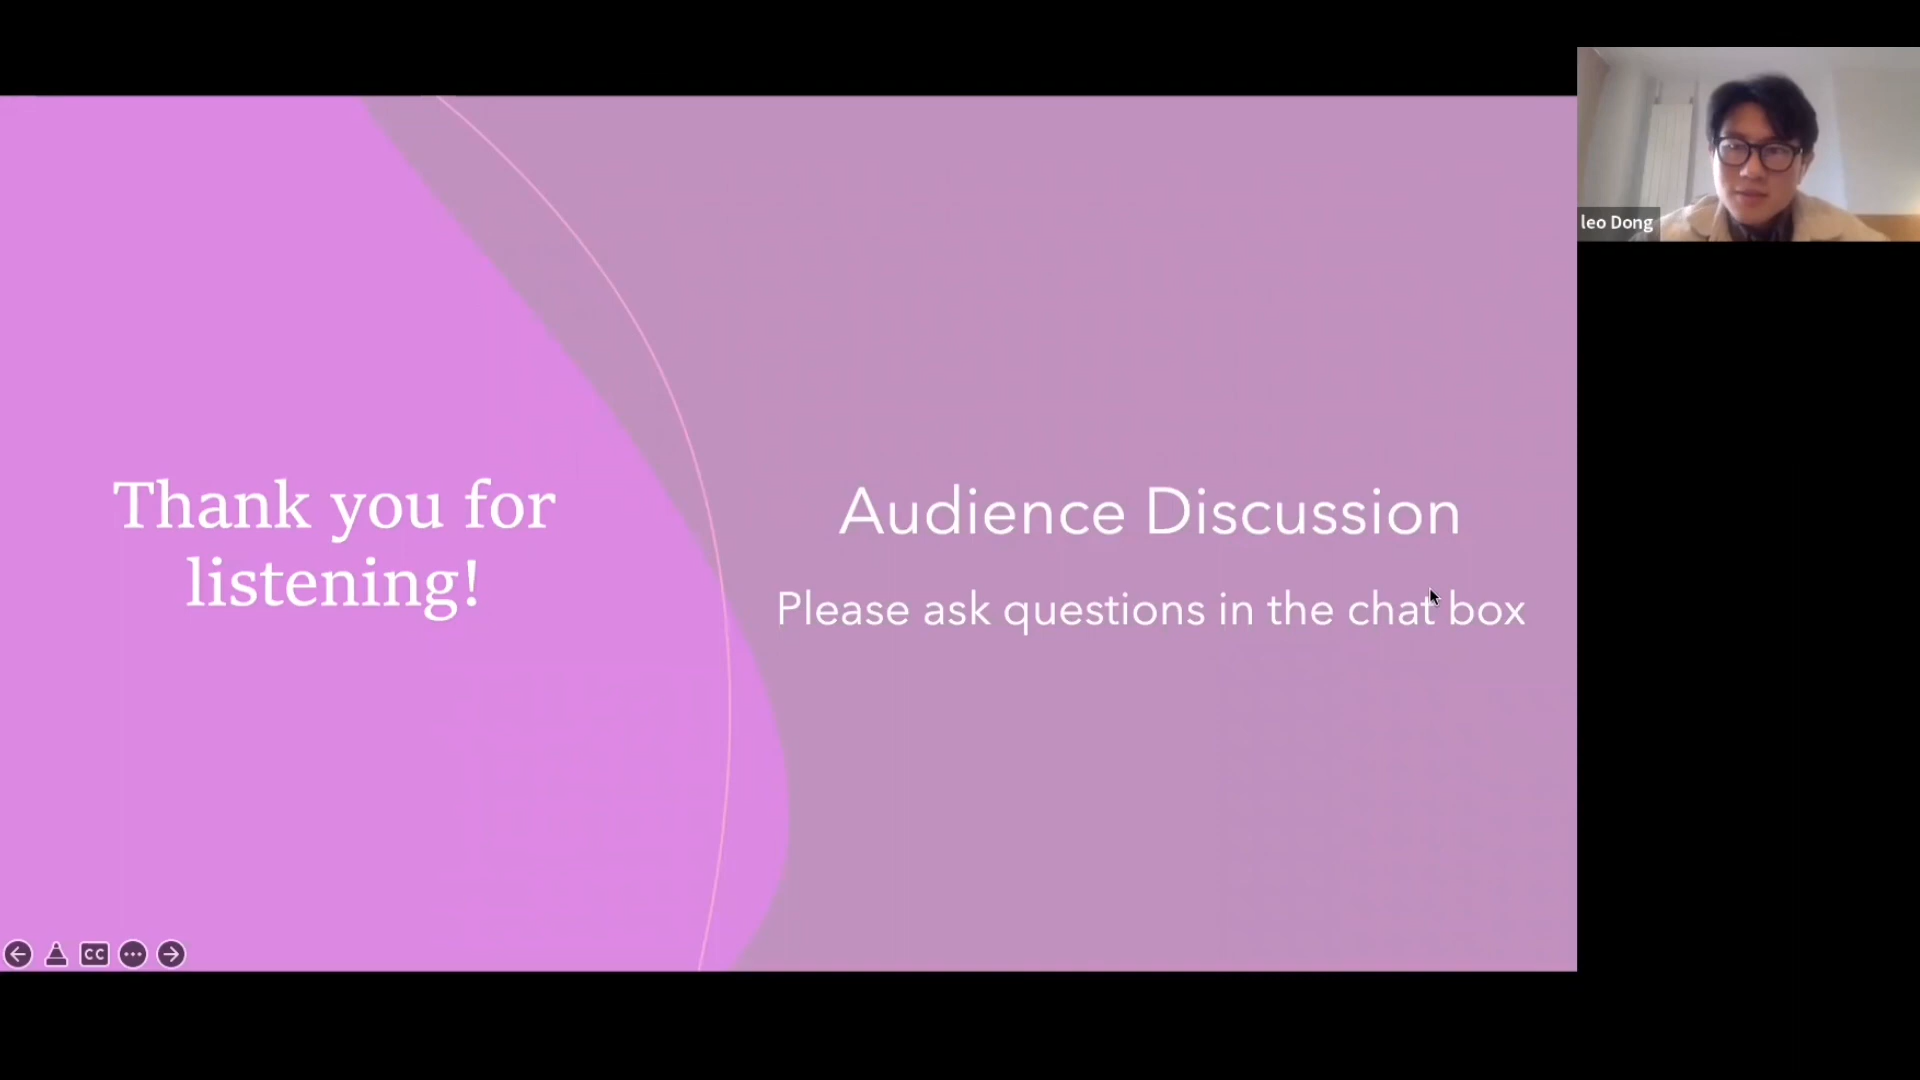 Thank you for
listening!
Audience Discussion
Please ask questions in the chat box
leo Dong
CC